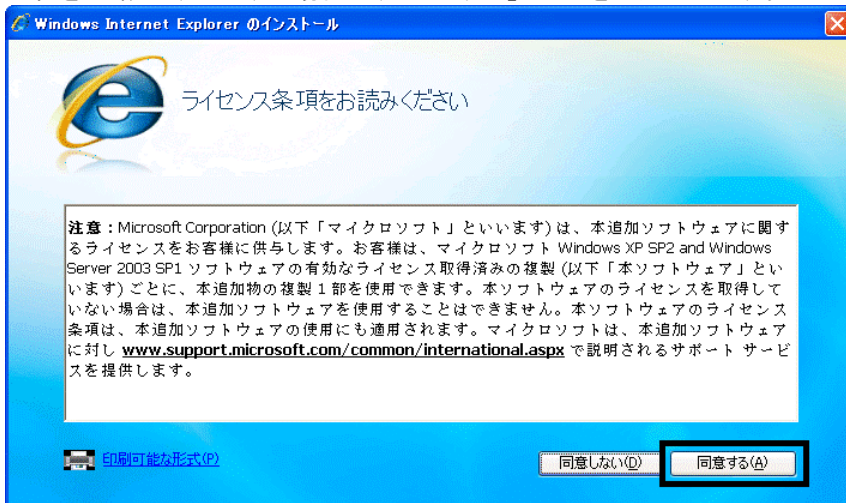 Windows Internet Explorer のインストール
ライセンス条項をお読みください
注意：Microsoft Corporation (以下「マイクロソフト」といいます) は、本追加ソフトウェアに関す
るライセンスをお客様に供与します。お客様は、マイクロソフト Windows XP SP2 and Windows
Server 2003 SP1 ソフトウェアの有効なライセンス取得済みの複製 (以下「本ソフトウェア」とい
います) ごとに、本追加物の複製 1 部を使用できます。本ソフトウェアのライセンスを取得して
いない場合は、本追加ソフトウェアを使用することはできません。本ソフトウェアのライセンス
条項は、本追加ソフトウェアの使用にも適用されます。マイクロソフトは、本追加ソフトウェア
に対し www.support.microsoft.com/common/international.aspx で説明されるサポート サービ
スを提供します。
印刷可能な形式(P)
同意しない(D)
同意する(A)